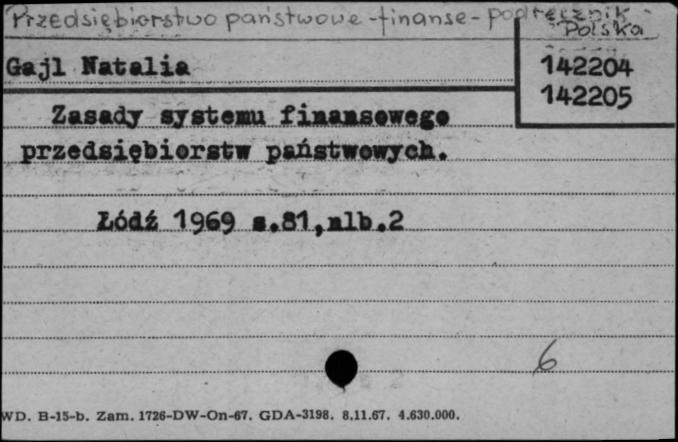 Przedsiębiorstwo państwowe - finanse - podręcznik -
Polska
Gajl Natalia
142204
142205
Zasady systemu finansowego
przedsiębiorstw państwowych.
Łódź 1969 s.81,nlb.2
6
WD. B-15-b. Zam. 1726-DW-On-67. GDA-3198. 8.11.67. 4.630.000.